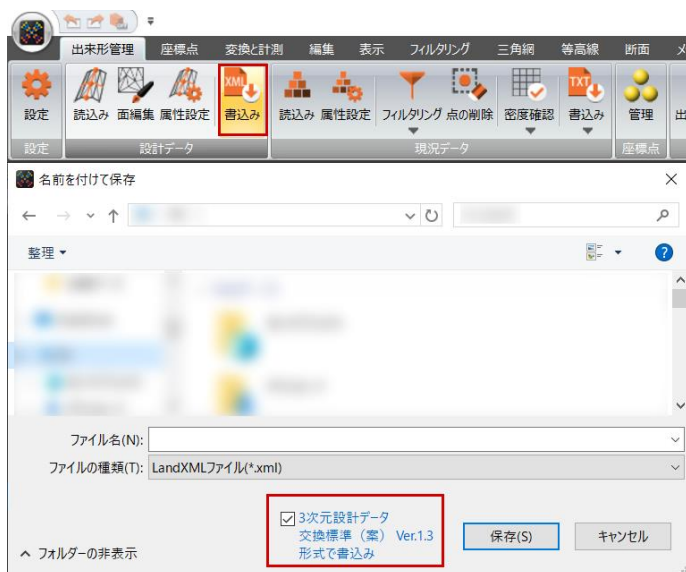 出来形管理 座標点 変換と計測 編集 表示 フィルタリング 三角網 等高線 断面
設定 読込み 面編集 属性設定 XML 書込み 読込み 属性設定 フィルタリング 点の削除 密度確認 TXT 書込み 管理
設定 設計データ 現況データ 座標点
名前を付けて保存
整理
ファイル名(N):
ファイルの種類(T): LandXMLファイル(*.xml)
3次元設計データ
交換標準（案） Ver.1.3
形式で書込み
保存(S) キャンセル
フォルダーの非表示